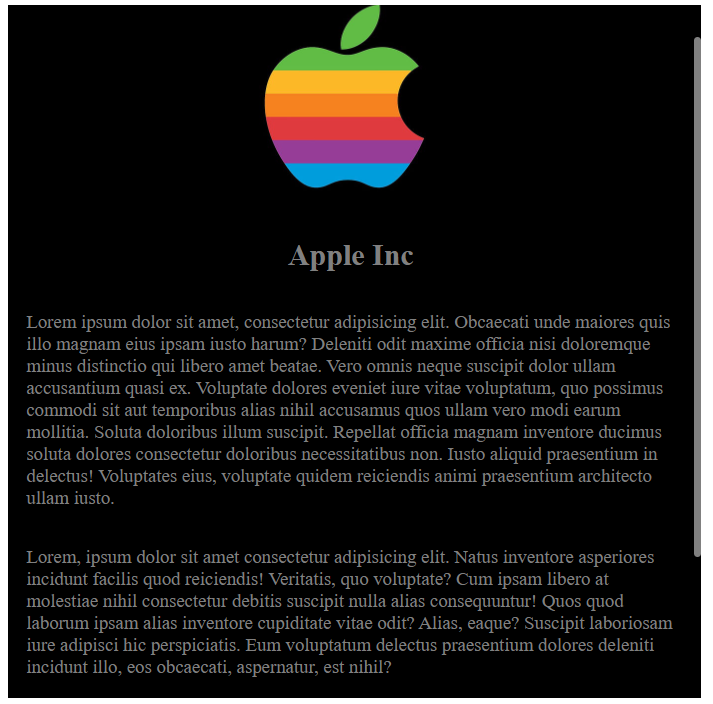 Apple Inc
Lorem ipsum dolor sit amet, consectetur adipisicing elit. Obcaecati unde maiores quis
illo magnam eius ipsam iusto harum? Deleniti odit maxime officia nisi doloremque
minus distinctio qui libero amet beatae. Vero omnis neque suscipit dolor ullam
accusantium quasi ex. Voluptate dolores eveniet iure vitae voluptatum, quo possimus
commodi sit aut temporibus alias nihil accusamus quos ullam vero modi earum
mollitia. Soluta doloribus illum suscipit. Repellat officia magnam inventore ducimus
soluta dolores consectetur doloribus necessitatibus non. Iusto aliquid praesentium in
delectus! Voluptates eius, voluptate quidem reiciendis animi praesentium architecto
ullam iusto.
Lorem, ipsum dolor sit amet consectetur adipisicing elit. Natus inventore asperiores
incidunt facilis quod reiciendis! Veritatis, quo voluptate? Cum ipsam libero at
molestiae nihil consectetur debitis suscipit nulla alias consequuntur! Quos quod
laborum ipsam alias inventore cupiditate vitae odit? Alias, eaque? Suscipit laboriosam
iure adipisci hic perspiciatis. Eum voluptatum delectus praesentium dolores deleniti
incidunt illo, eos obcaecati, aspernatur, est nihil?